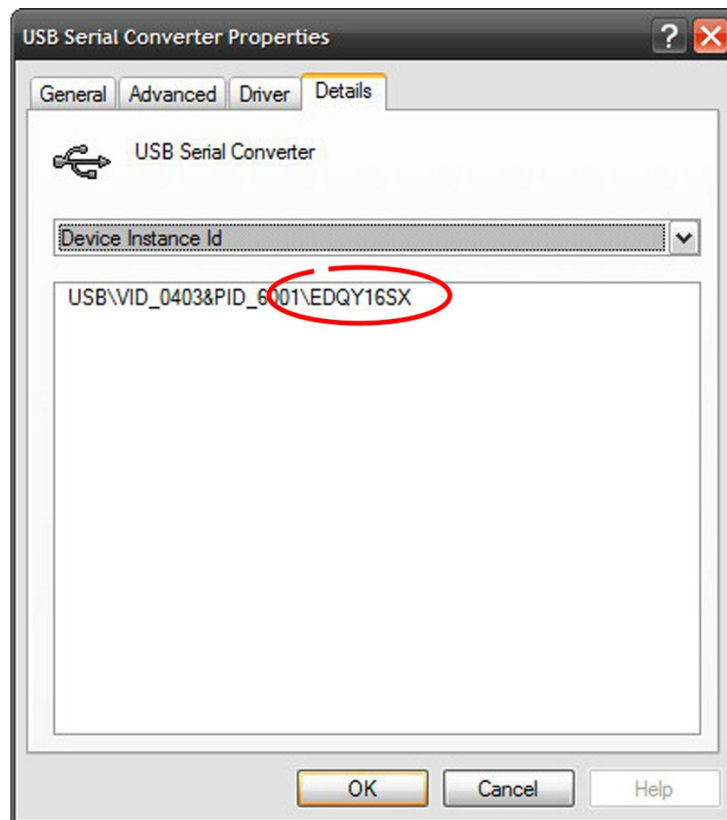 USB Serial Converter Properties
General Advanced Driver Details
USB Serial Converter
Device Instance Id
USB\VID_0403&PID_6001\EDQY16SX
OK Cancel Help